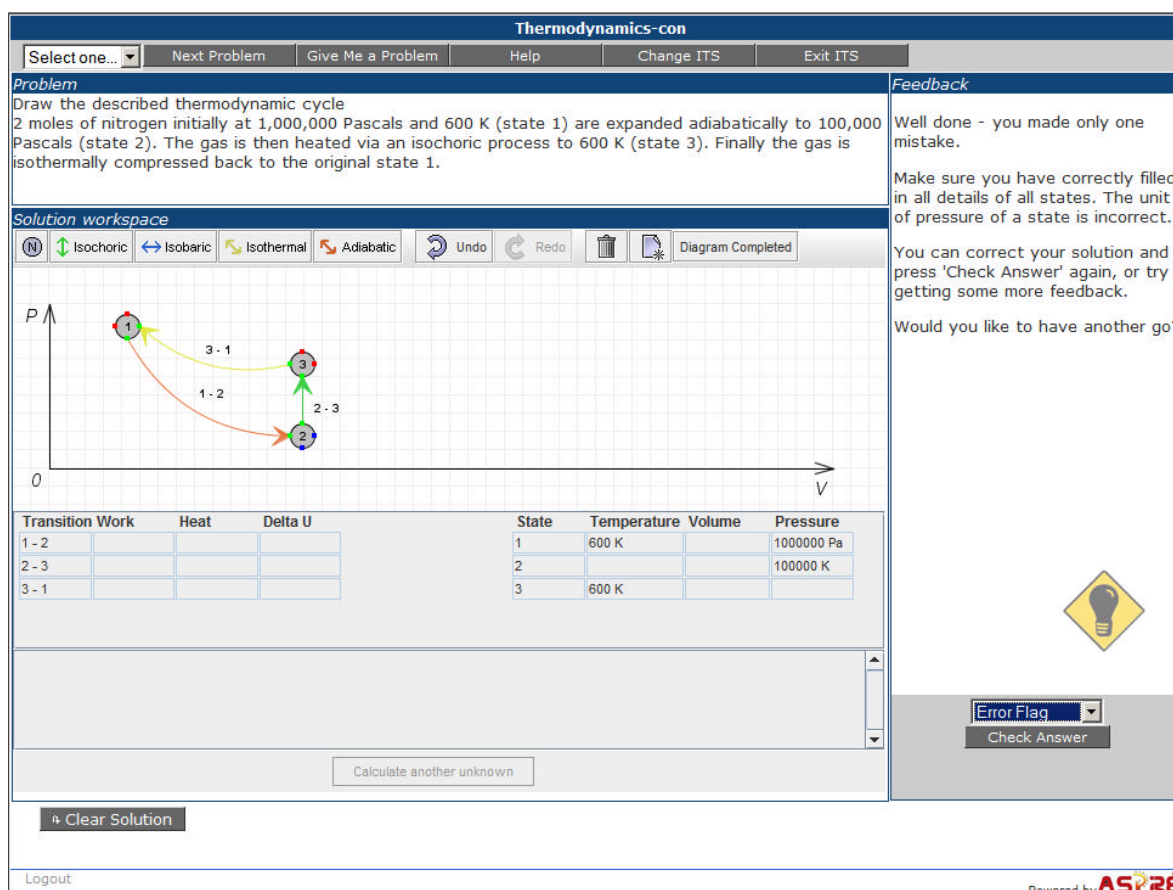 Thermodynamics-con
Select one... Next Problem Give Me a Problem Help Change ITS Exit ITS
Problem
Draw the described thermodynamic cycle
2 moles of nitrogen initially at 1,000,000 Pascals and 600 K (state 1) are expanded adiabatically to 100,000
Pascals (state 2). The gas is then heated via an isochoric process to 600 K (state 3). Finally the gas is
isothermally compressed back to the original state 1.
Feedback
Well done - you made only one
mistake.
Make sure you have correctly filled
in all details of all states. The unit
of pressure of a state is incorrect.
You can correct your solution and
press 'Check Answer' again, or try
getting some more feedback.
Would you like to have another go?
Solution workspace
N Isochoric Isobaric Isothermal Adiabatic Undo Redo Diagram Completed
P
1
3 - 1
3
1 - 2
2 - 3
2
0
V
Transition Work Heat Delta U State Temperature Volume Pressure
1 - 2 1 600 K 1000000 Pa
2 - 3 2 100000 K
3 - 1 3 600 K
Error Flag
Check Answer
Calculate another unknown
Clear Solution
Logout
Powered by ASPIRE